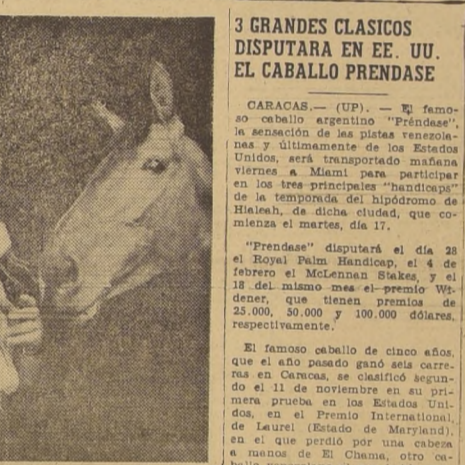 3 GRANDES CLASICOS
DISPUTARA EN EE. UU.
EL CABALLO PRENDASE
CARACAS.— (UP). — El famo-
so caballo argentino "Préndase",
la sensación de las pistas venezola-
nas y últimamente de los Estados
Unidos, será transportado mañana
viernes a Miami para participar
en los tres principales "handicaps"
de la temporada del hipódromo de
Hialeah, de dicha ciudad, que co-
mienza el martes, día 17.
"Prendase" disputará el día 28
el Royal Palm Handicap, el 4 de
febrero el McLennan Stakes, y el
18 del mismo mes el premio Wi-
dener, que tienen premios de
25.000, 50.000 y 100.000 dólares,
respectivamente.
El famoso caballo de cinco años,
que el año pasado ganó seis carre-
ras en Caracas, se clasificó segun-
do el 11 de noviembre en su pri-
mera prueba en los Estados Uni-
dos, en el Premio Internacional,
de Laurel (Estado de Maryland),
en el que perdió por una cabeza
a manos de El Chama, otro ca-